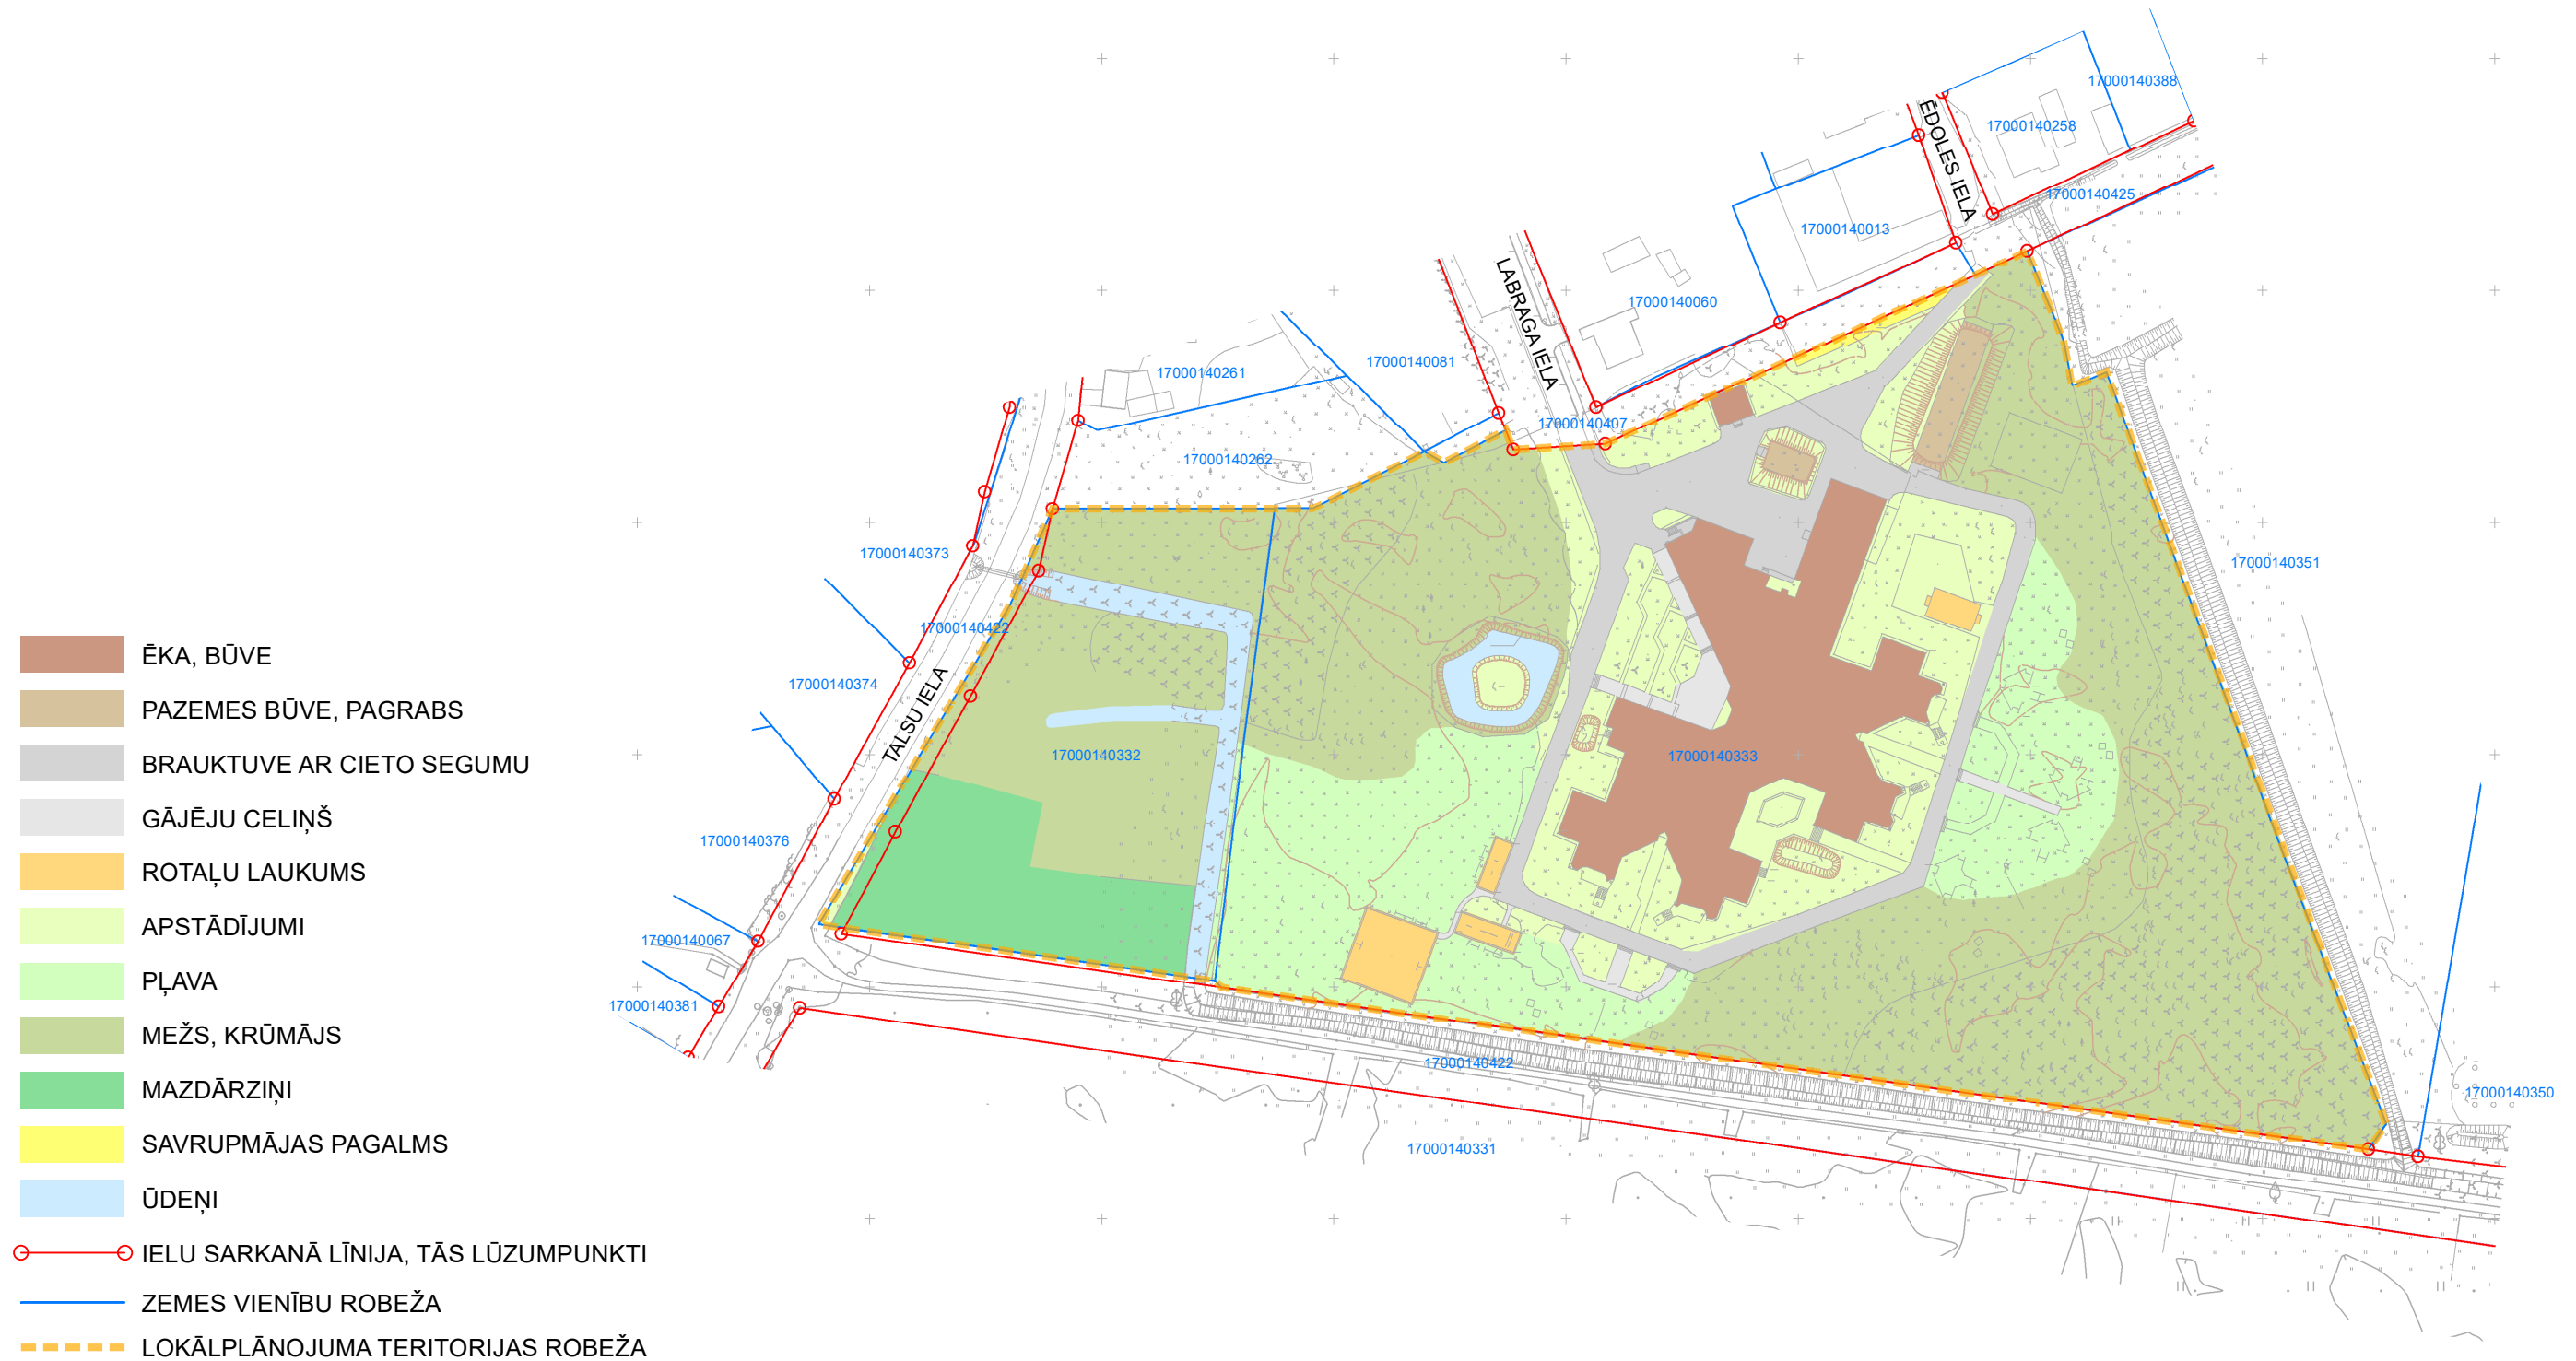 17000140388
17000140258
ĒDOLES IELA
17000140425
17000140013
LABRAGA IELA
17000140060
17000140081
17000140261
17000140407
17000140262
17000140373
17000140351
17000140422
17000140374
TALSU IELA
17000140332
17000140333
17000140376
17000140067
17000140381
17000140422
17000140350
17000140331
ĒKA, BŪVE
PAZEMES BŪVE, PAGRABS
BRAUKTUVE AR CIETO SEGUMU
GĀJĒJU CELIŅŠ
ROTAĻU LAUKUMS
APSTĀDĪJUMI
PĻAVA
MEŽS, KRŪMĀJS
MAZDĀRZIŅI
SAVRUPMĀJAS PAGALMS
ŪDEŅI
IELU SARKANĀ LĪNIJA, TĀS LŪZUMPUNKTI
ZEMES VIENĪBU ROBEŽA
LOKĀLPLĀNOJUMA TERITORIJAS ROBEŽA